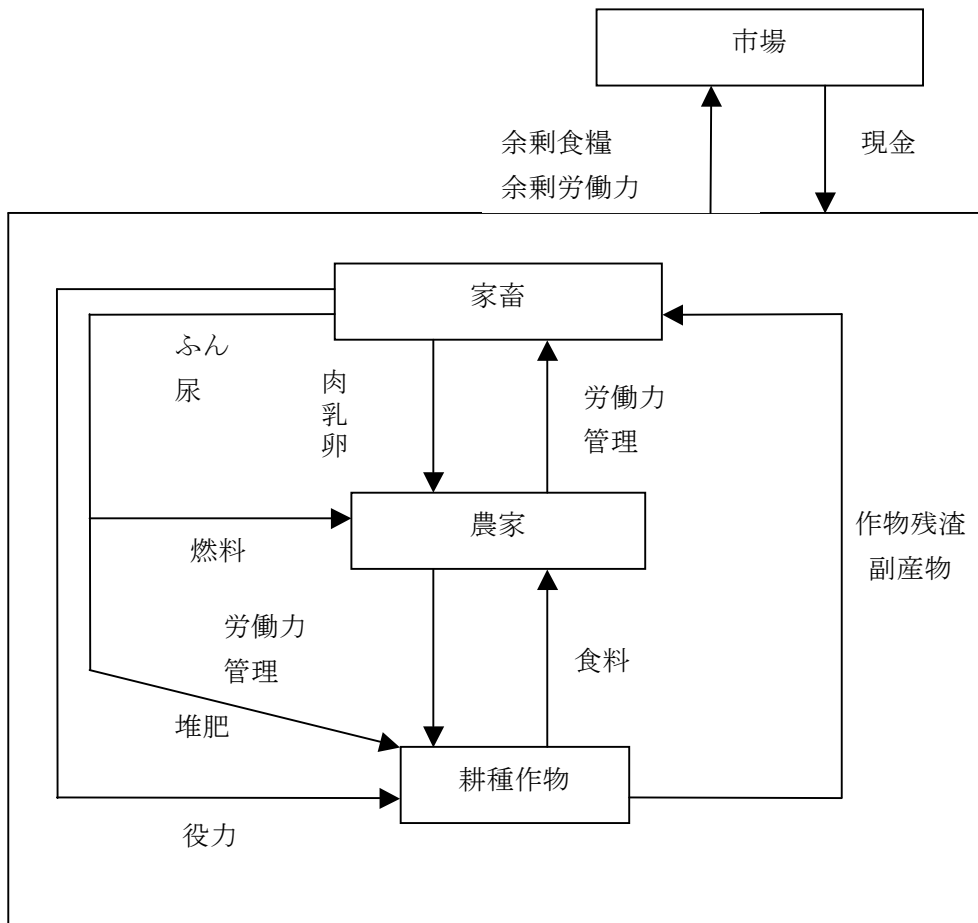 市場
余剰食糧
余剰労働力
現金
家畜
ふん
尿
肉
乳
卵
労働力
管理
農家
燃料
作物残渣
副産物
労働力
管理
食料
堆肥
耕種作物
役力